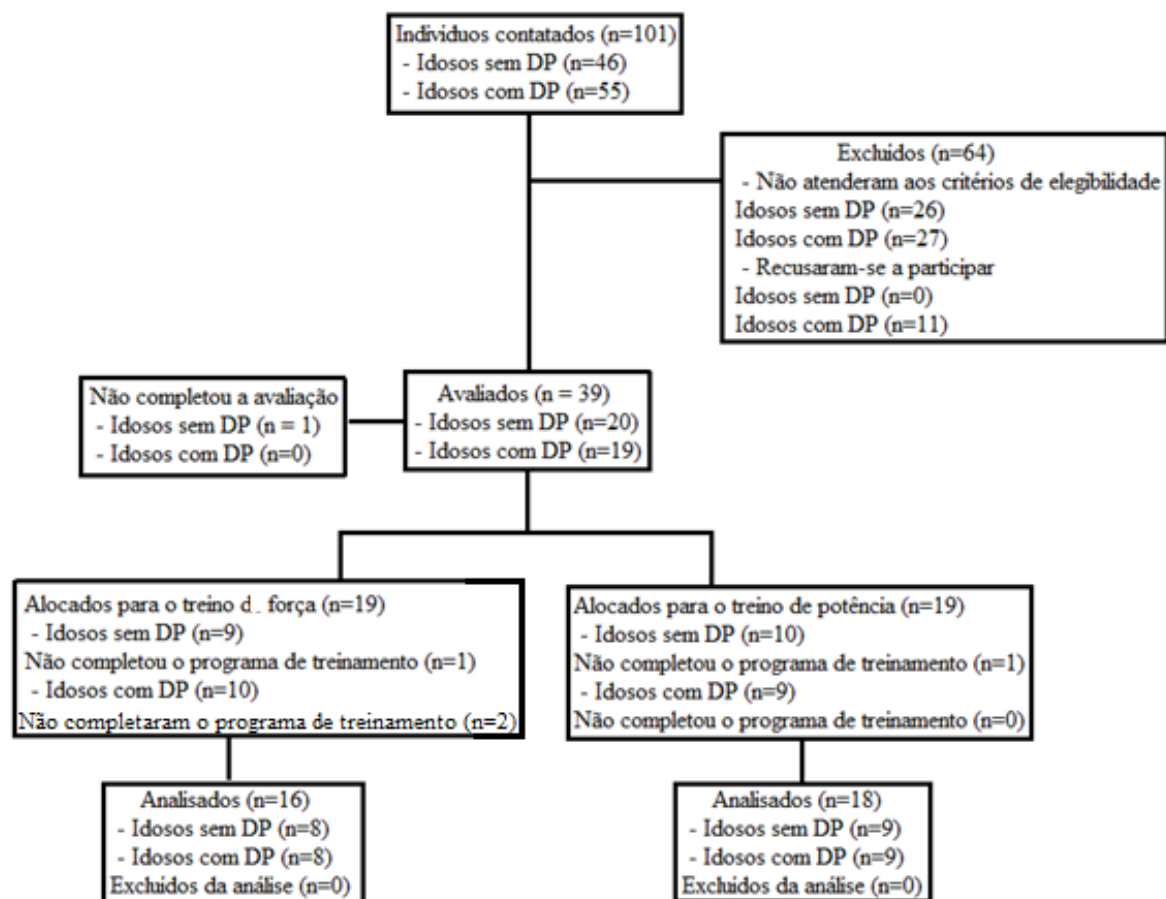 Individuos contatados (n=101)
- Idosos sem DP (n=46)
- Idosos com DP (n=55)
Excluidos (n=64)
- Não atenderam aos critérios de elegibilidade
Idosos sem DP (n=26)
Idosos com DP (n=27)
- Recusaram-se a participar
Idosos sem DP (n=0)
Idosos com DP (n=11)
Não completou a avaliação
- Idosos sem DP (n = 1)
- Idosos com DP (n=0)
Avaliados (n = 39)
- Idosos sem DP (n=20)
- Idosos com DP (n=19)
Alocados para o treino d_ força (n=19)
- Idosos sem DP (n=9)
Não completou o programa de treinamento (n=1)
- Idosos com DP (n=10)
Não completaram o programa de treinamento (n=2)
Alocados para o treino de potência (n=19)
- Idosos sem DP (n=10)
Não completou o programa de treinamento (n=1)
- Idosos com DP (n=9)
Não completou o programa de treinamento (n=0)
Analisados (n=16)
- Idosos sem DP (n=8)
- Idosos com DP (n=8)
Excluidos da análise (n=0)
Analisados (n=18)
- Idosos sem DP (n=9)
- Idosos com DP (n=9)
Excluidos da análise (n=0)